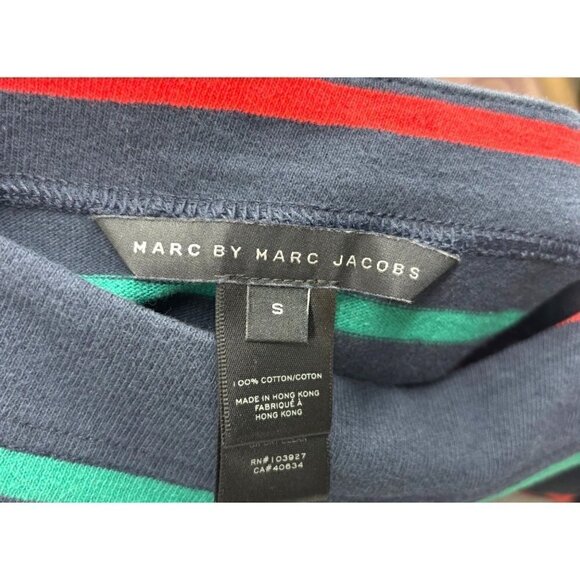 MARC BY MARC JACOBS
S
100% COTTON/COTON
MADE IN HONG KONG
FABRIQUÉ À
HONG KONG
RN#103927
CA#40634